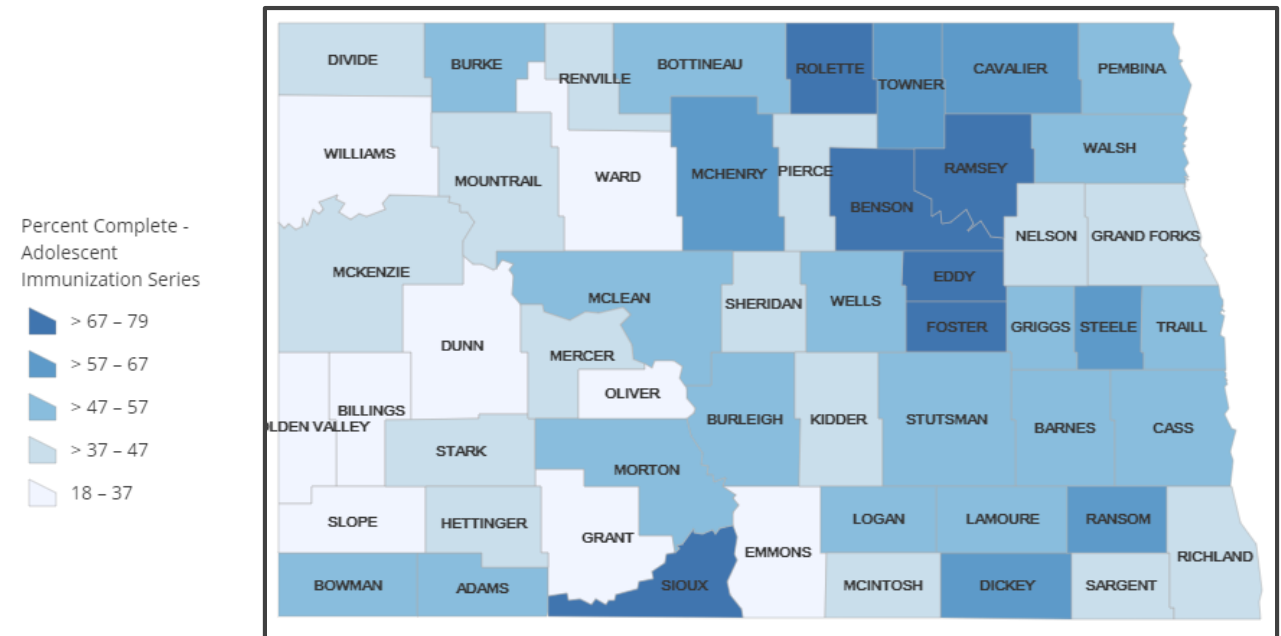 Percent Complete -
Adolescent
Immunization Series
> 67 – 79
> 57 – 67
> 47 – 57
> 37 – 47
18 – 37
DIVIDE
BURKE
RENVILLE
BOTTINEAU
ROLETTE
TOWNER
CAVALIER
PEMBINA
WILLIAMS
MOUNTRAIL
WARD
MCHENRY
PIERCE
BENSON
RAMSEY
WALSH
NELSON
GRAND FORKS
MCKENZIE
DUNN
MCLEAN
SHERIDAN
WELLS
EDDY
FOSTER
GRIGGS
STEELE
TRAILL
MERCER
OLIVER
BILLINGS
LDEN VALLEY
STARK
MORTON
BURLEIGH
KIDDER
STUTSMAN
BARNES
CASS
SLOPE
HETTINGER
GRANT
SIOUX
EMMONS
LOGAN
LAMOURE
RANSOM
RICHLAND
BOWMAN
ADAMS
MCINTOSH
DICKEY
SARGENT